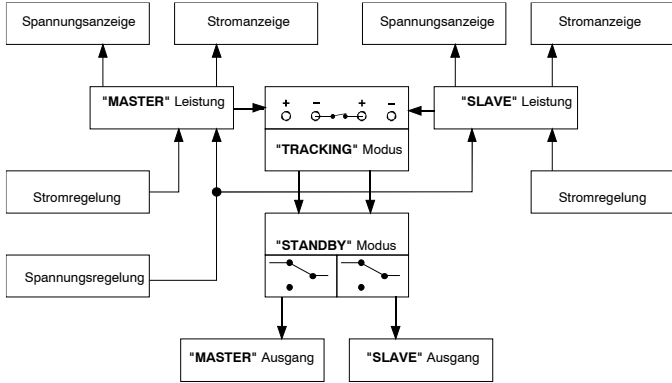 Spannungsanzeige
Stromanzeige
Spannungsanzeige
Stromanzeige
"MASTER" Leistung
+ − + −
"SLAVE" Leistung
"TRACKING" Modus
Stromregelung
Stromregelung
"STANDBY" Modus
Spannungsregelung
"MASTER" Ausgang
"SLAVE" Ausgang